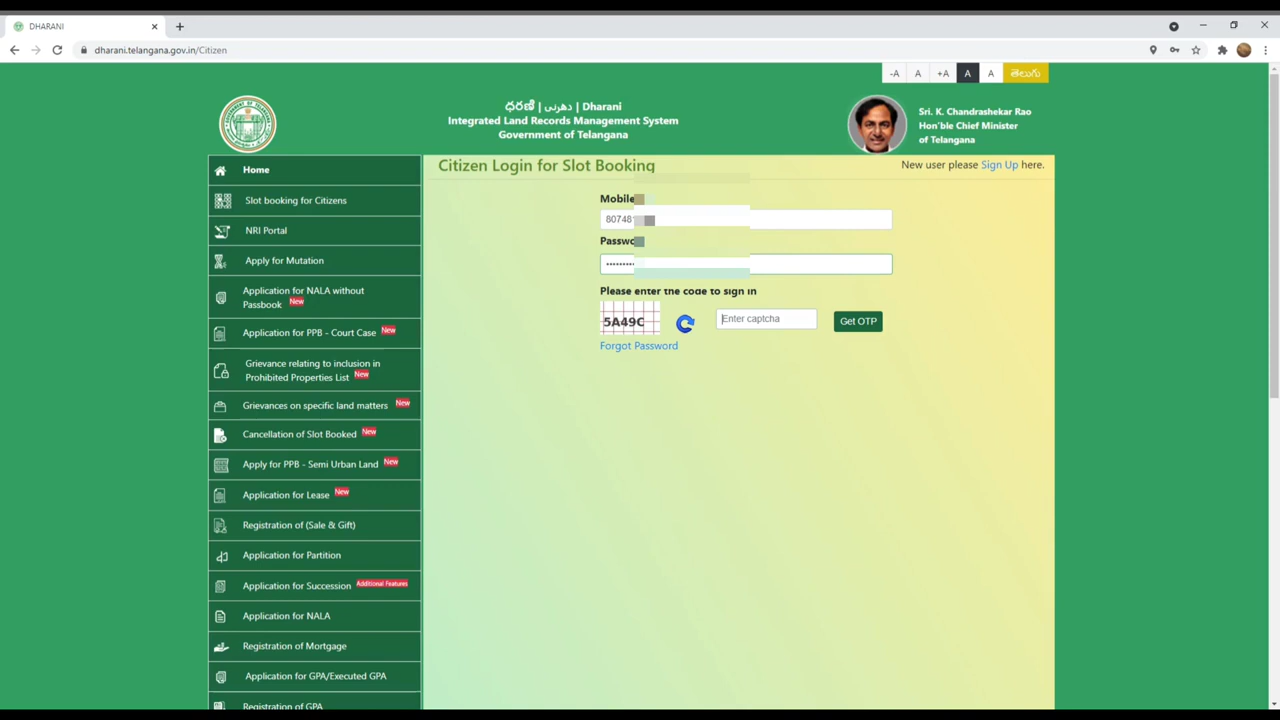 DHARANI
dharani.telangana.gov.in/Citizen
-A A +A A A తెలుగు
ధరణి | دھرنی | Dharani
Integrated Land Records Management System
Government of Telangana
Sri. K. Chandrashekar Rao
Hon'ble Chief Minister
of Telangana
Home
Slot booking for Citizens
NRI Portal
Apply for Mutation
Application for NALA without
Passbook New
Application for PPB - Court Case New
Grievance relating to inclusion in
Prohibited Properties List New
Grievances on specific land matters New
Cancellation of Slot Booked New
Apply for PPB - Semi Urban Land New
Application for Lease New
Registration of (Sale & Gift)
Application for Partition
Application for Succession Additional Features
Application for NALA
Registration of Mortgage
Application for GPA/Executed GPA
Registration of GPA
Citizen Login for Slot Booking
New user please Sign Up here.
Mobile
80748
Passwo
Please enter the code to sign in
5A49C Enter captcha Get OTP
Forgot Password